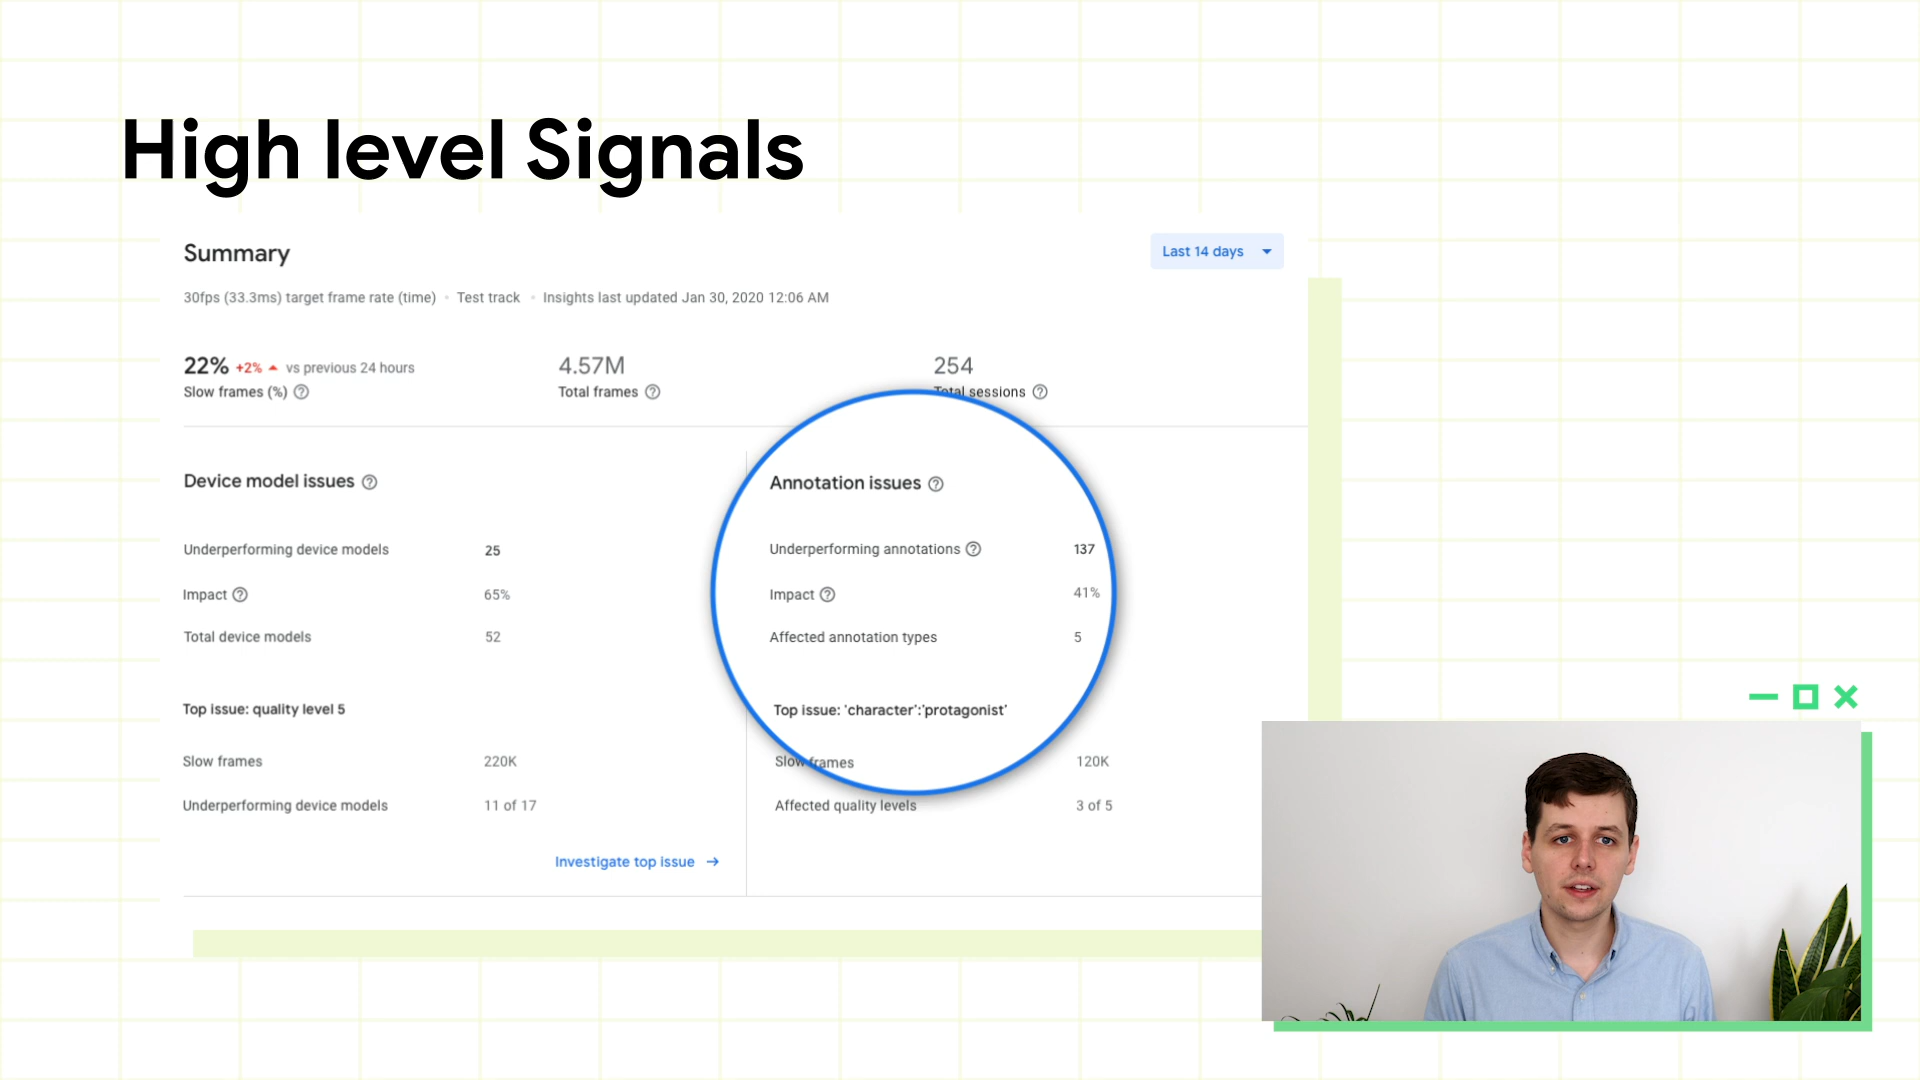 High level Signals
Summary
Last 14 days
30fps (33.3ms) target frame rate (time) • Test track • Insights last updated Jan 30, 2020 12:06 AM
22% +2% vs previous 24 hours
4.57M
254
Slow frames (%)
Total frames
Total sessions
Device model issues
Underperforming device models 25
Impact 65%
Total device models 52
Top issue: quality level 5
Slow frames 220K
Underperforming device models 11 of 17
Investigate top issue →
Annotation issues
Underperforming annotations 137
Impact 41%
Affected annotation types 5
Top issue: 'character':'protagonist'
Slow frames 120K
Affected quality levels 3 of 5